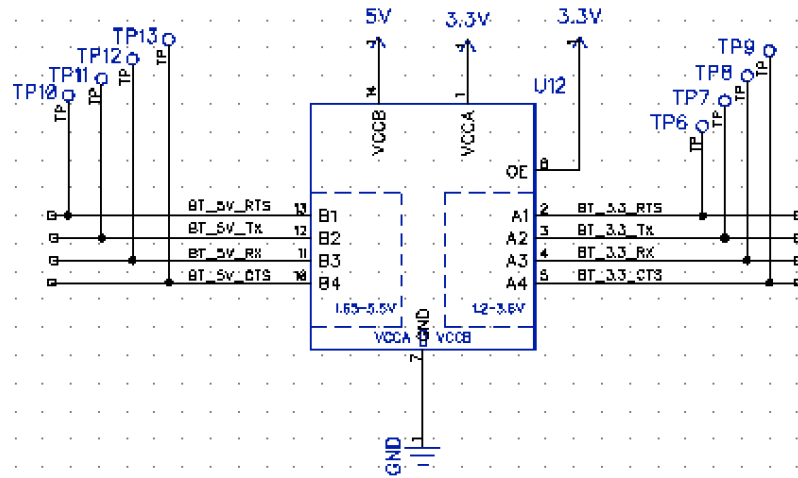 5V 3.3V 3.3V
TP13 TP9
TP12 TP8
TP11 TP7
TP10 TP6
TP TP TP TP TP TP TP TP
14 1 U12
VCCB VCCA
OE 8
BT_5V_RTS 13 B1 A1 2 BT_3.3_RTS
BT_5V_Tx 12 B2 A2 3 BT_3.3_Tx
BT_5V_RX 11 B3 A3 4 BT_3.3_RX
BT_5V_CTS 10 B4 A4 5 BT_3.3_CTS
1.65-5.5V 1.2-3.6V
GND
VCCA VCCB
7
1
GND